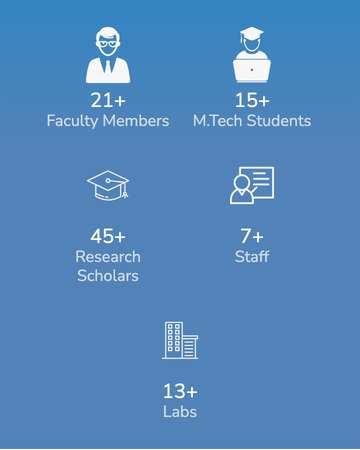 21+
Faculty Members
15+
M.Tech Students
45+
Research
Scholars
7+
Staff
13+
Labs